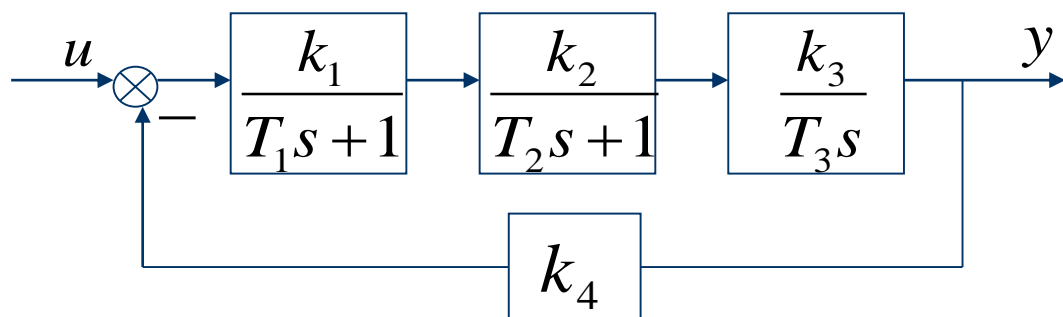 u
y
k₁
T₁s + 1
k₂
T₂s + 1
k₃
T₃s
−
k₄